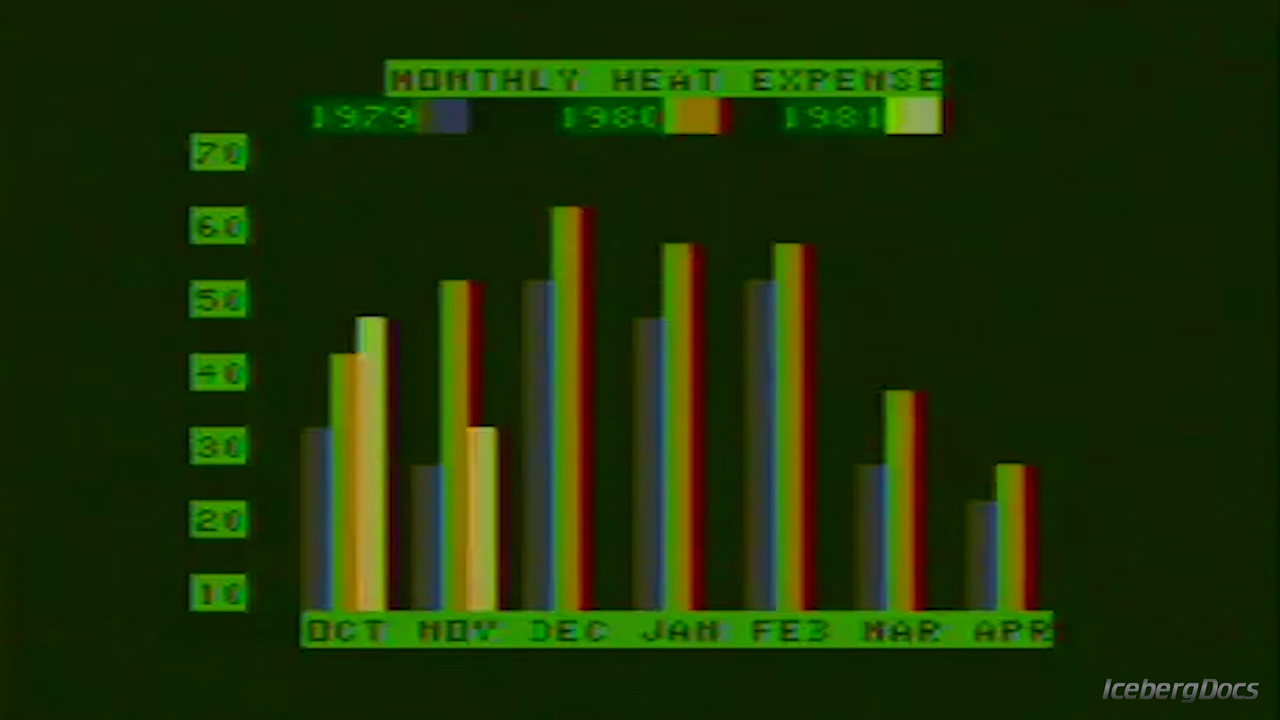 MONTHLY HEAT EXPENSE
1979 1980 1981
70
60
50
40
30
20
10
OCT NOV DEC JAN FEB MAR APR
IcebergDocs